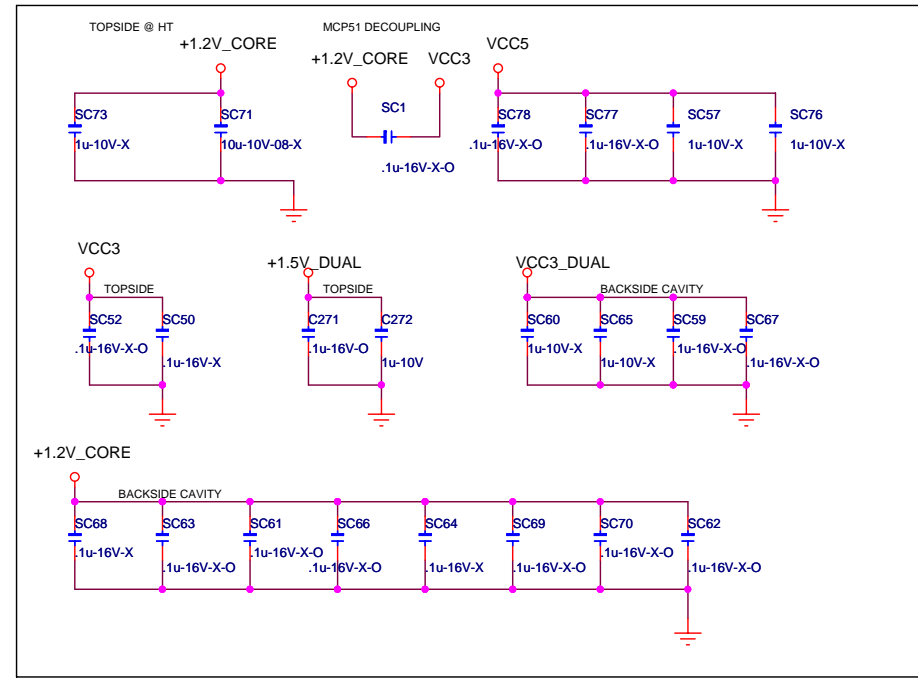 TOPSIDE @ HT
MCP51 DECOUPLING
+1.2V_CORE
+1.2V_CORE
VCC3
VCC5
SC73
1u-10V-X
SC71
10u-10V-08-X
SC1
.1u-16V-X-O
SC78
.1u-16V-X-O
SC77
.1u-16V-X-O
SC57
1u-10V-X
SC76
1u-10V-X
VCC3
TOPSIDE
SC52
.1u-16V-X-O
SC50
.1u-16V-X
+1.5V_DUAL
TOPSIDE
C271
.1u-16V-O
C272
1u-10V
VCC3_DUAL
BACKSIDE CAVITY
SC60
1u-10V-X
SC65
1u-10V-X
SC59
.1u-16V-X-O
SC67
.1u-16V-X-O
+1.2V_CORE
BACKSIDE CAVITY
SC68
.1u-16V-X
SC63
.1u-16V-X-O
SC61
.1u-16V-X-O
SC66
.1u-16V-X-O
SC64
.1u-16V-X
SC69
.1u-16V-X-O
SC70
.1u-16V-X-O
SC62
.1u-16V-X-O